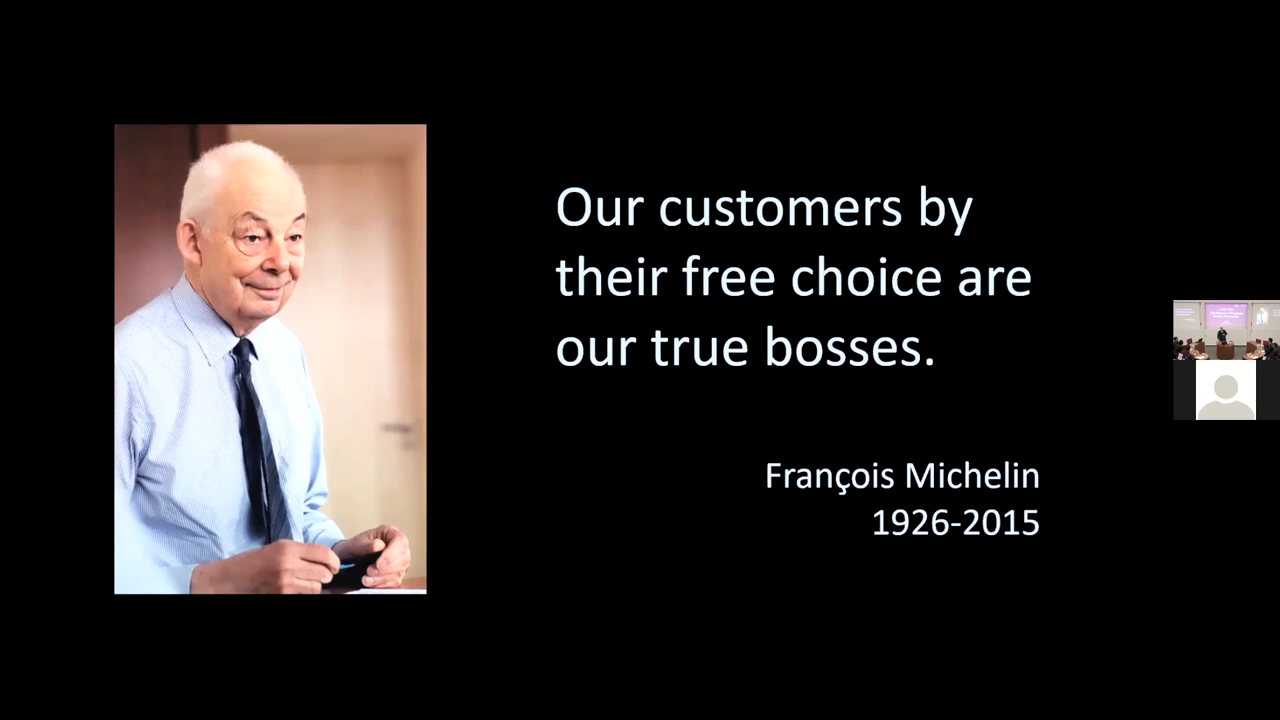 Our customers by
their free choice are
our true bosses.
François Michelin
1926-2015